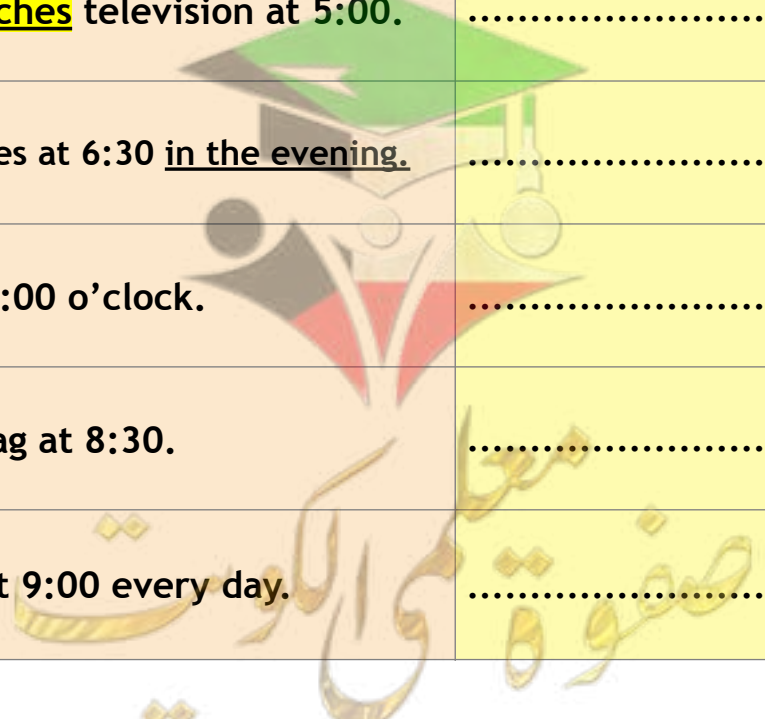 ches television at 5:00. ........................
es at 6:30 in the evening. ........................
:00 o’clock. ........................
ag at 8:30. ........................
t 9:00 every day. ........................
صفوة معلمي الكويت